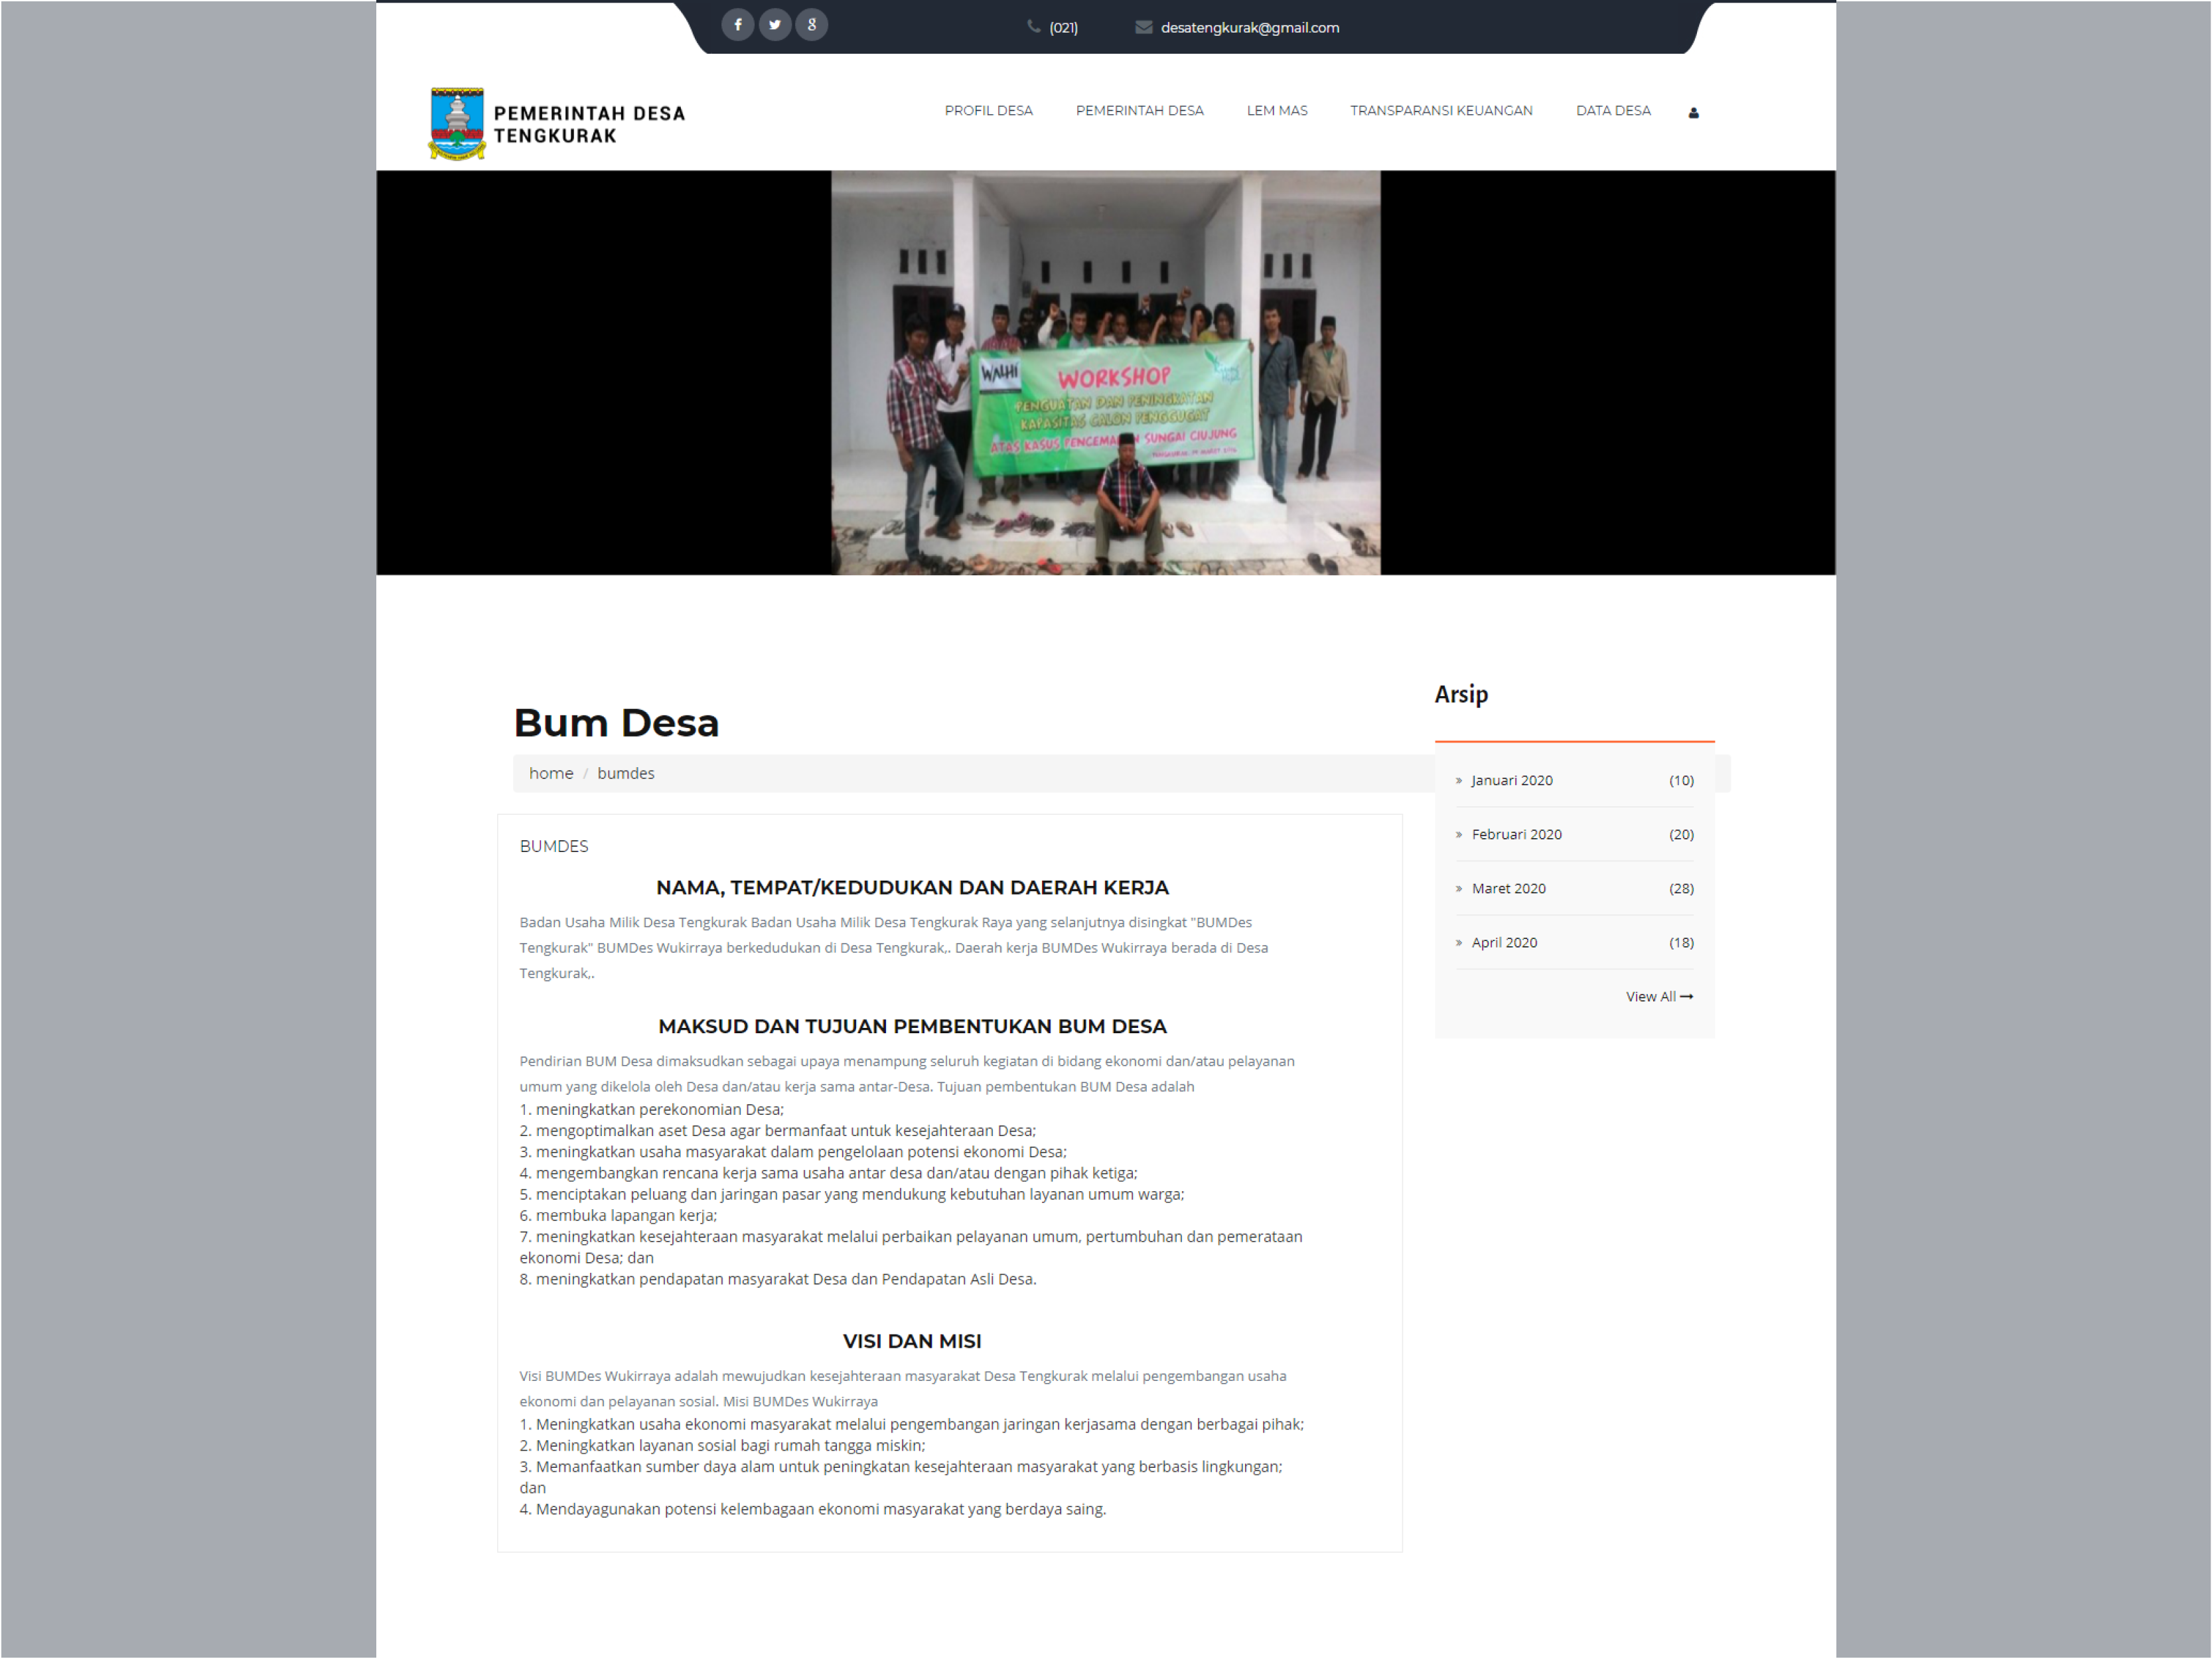 (021)
desatengkurak@gmail.com
PEMERINTAH DESA
TENGKURAK
PROFIL DESA
PEMERINTAH DESA
LEM MAS
TRANSPARANSI KEUANGAN
DATA DESA
WALHI
WORKSHOP
PENGUATAN DAN PENINGKATAN
KAPASITAS CALON PENGGUGAT
ATAS KASUS SUNGAI CIUJUNG
Bum Desa
home / bumdes
BUMDES
NAMA, TEMPAT/KEDUDUKAN DAN DAERAH KERJA
Badan Usaha Milik Desa Tengkurak Badan Usaha Milik Desa Tengkurak Raya yang selanjutnya disingkat "BUMDes
Tengkurak" BUMDes Wukirraya berkedudukan di Desa Tengkurak,. Daerah kerja BUMDes Wukirraya berada di Desa
Tengkurak,.
MAKSUD DAN TUJUAN PEMBENTUKAN BUM DESA
Pendirian BUM Desa dimaksudkan sebagai upaya menampung seluruh kegiatan di bidang ekonomi dan/atau pelayanan
umum yang dikelola oleh Desa dan/atau kerja sama antar-Desa. Tujuan pembentukan BUM Desa adalah
1. meningkatkan perekonomian Desa;
2. mengoptimalkan aset Desa agar bermanfaat untuk kesejahteraan Desa;
3. meningkatkan usaha masyarakat dalam pengelolaan potensi ekonomi Desa;
4. mengembangkan rencana kerja sama usaha antar desa dan/atau dengan pihak ketiga;
5. menciptakan peluang dan jaringan pasar yang mendukung kebutuhan layanan umum warga;
6. membuka lapangan kerja;
7. meningkatkan kesejahteraan masyarakat melalui perbaikan pelayanan umum, pertumbuhan dan pemerataan
ekonomi Desa; dan
8. meningkatkan pendapatan masyarakat Desa dan Pendapatan Asli Desa.
VISI DAN MISI
Visi BUMDes Wukirraya adalah mewujudkan kesejahteraan masyarakat Desa Tengkurak melalui pengembangan usaha
ekonomi dan pelayanan sosial. Misi BUMDes Wukirraya
1. Meningkatkan usaha ekonomi masyarakat melalui pengembangan jaringan kerjasama dengan berbagai pihak;
2. Meningkatkan layanan sosial bagi rumah tangga miskin;
3. Memanfaatkan sumber daya alam untuk peningkatan kesejahteraan masyarakat yang berbasis lingkungan;
dan
4. Mendayagunakan potensi kelembagaan ekonomi masyarakat yang berdaya saing.
Arsip
» Januari 2020 (10)
» Februari 2020 (20)
» Maret 2020 (28)
» April 2020 (18)
View All →